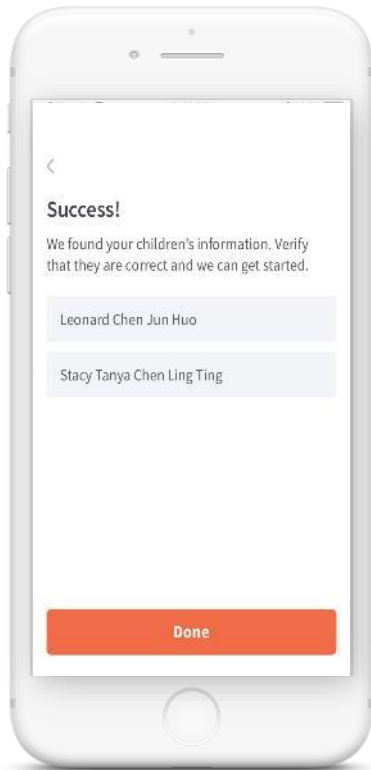 Success!
We found your children's information. Verify
that they are correct and we can get started.
Leonard Chen Jun Huo
Stacy Tanya Chen Ling Ting
Done